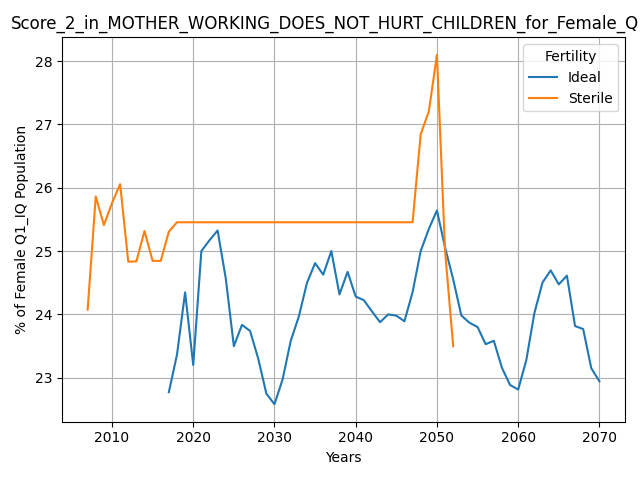 Score_2_in_MOTHER_WORKING_DOES_NOT_HURT_CHILDREN_for_Female_Q
Fertility
Ideal
Sterile
% of Female Q1_IQ Population
28
27
26
25
24
23
2010 2020 2030 2040 2050 2060 2070
Years